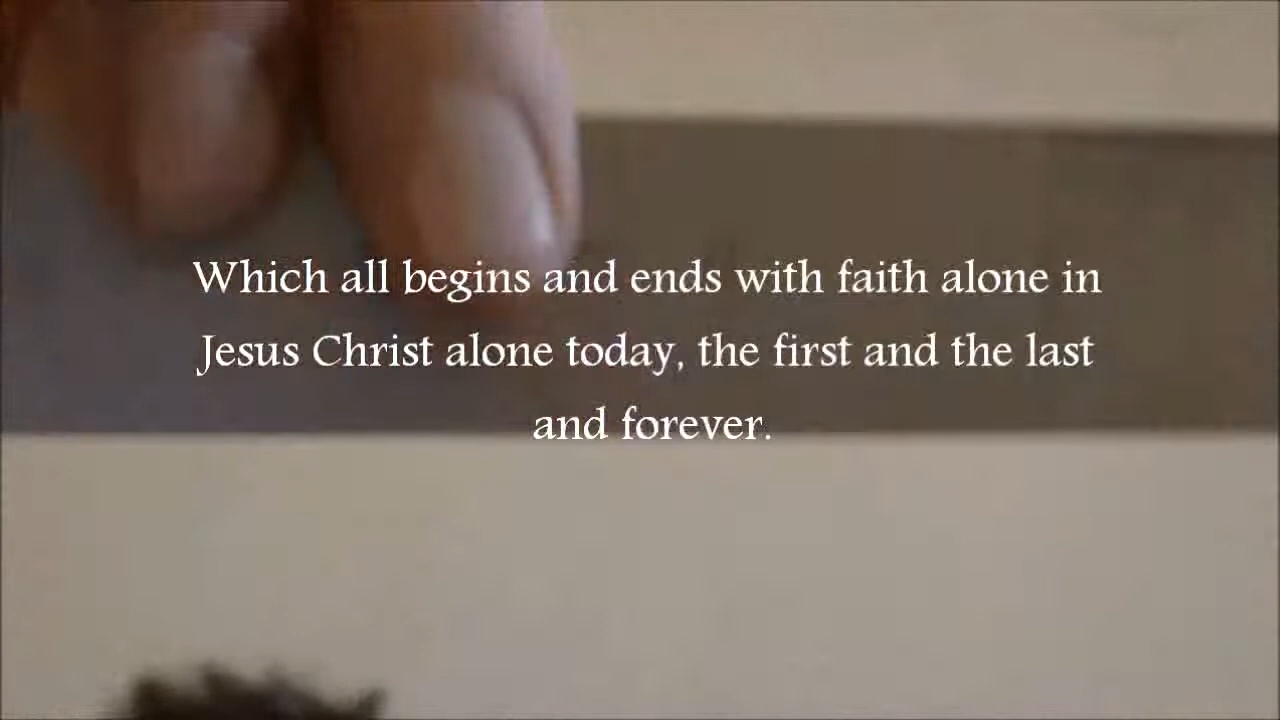 Which all begins and ends with faith alone in
Jesus Christ alone today, the first and the last
and forever.